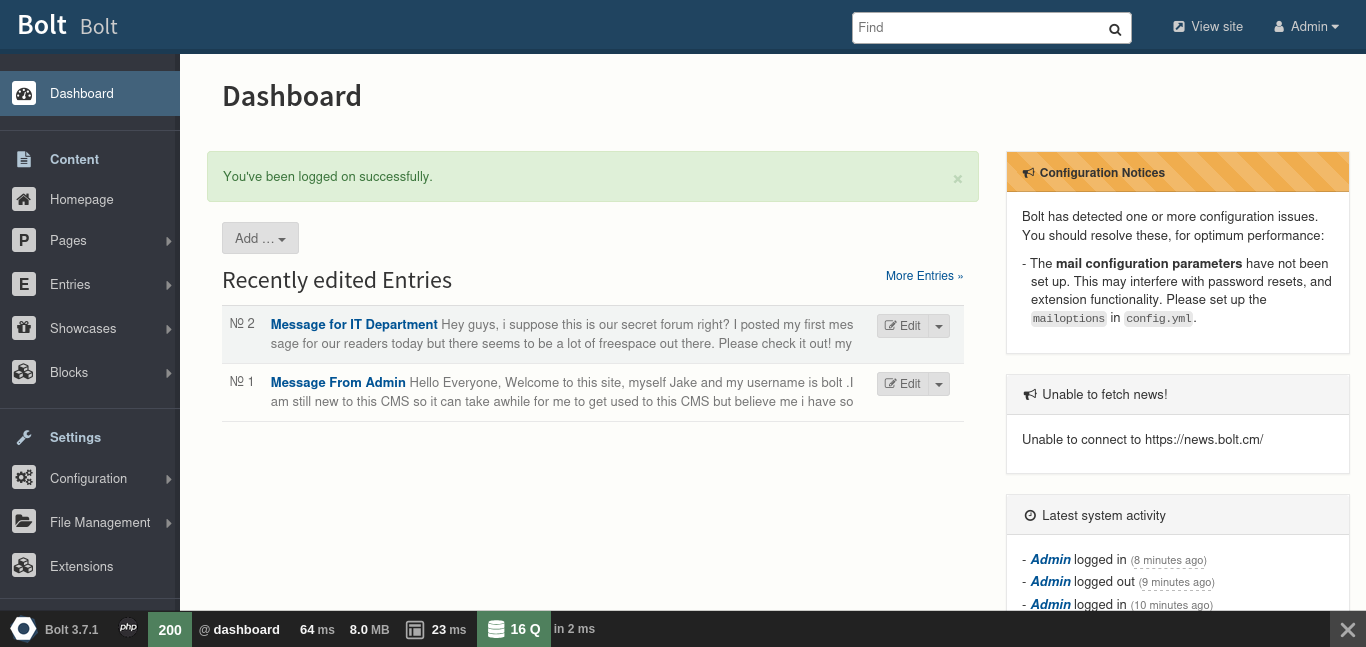 Bolt Bolt
Find
View site
Admin
Dashboard
Content
Homepage
P Pages
E Entries
Showcases
Blocks
Settings
Configuration
File Management
Extensions
Dashboard
You've been logged on successfully.
×
Add ...
Recently edited Entries
More Entries »
№ 2
Message for IT Department Hey guys, i suppose this is our secret forum right? I posted my first mes
sage for our readers today but there seems to be a lot of freespace out there. Please check it out! my
Edit
№ 1
Message From Admin Hello Everyone, Welcome to this site, myself Jake and my username is bolt .I
am still new to this CMS so it can take awhile for me to get used to this CMS but believe me i have so
Edit
Configuration Notices
Bolt has detected one or more configuration issues.
You should resolve these, for optimum performance:
- The mail configuration parameters have not been
set up. This may interfere with password resets, and
extension functionality. Please set up the
mailoptions in config.yml.
Unable to fetch news!
Unable to connect to https://news.bolt.cm/
Latest system activity
- Admin logged in (8 minutes ago)
- Admin logged out (9 minutes ago)
- Admin logged in (10 minutes ago)
Bolt 3.7.1 php 200 @ dashboard 64 ms 8.0 MB 23 ms 16 Q in 2 ms